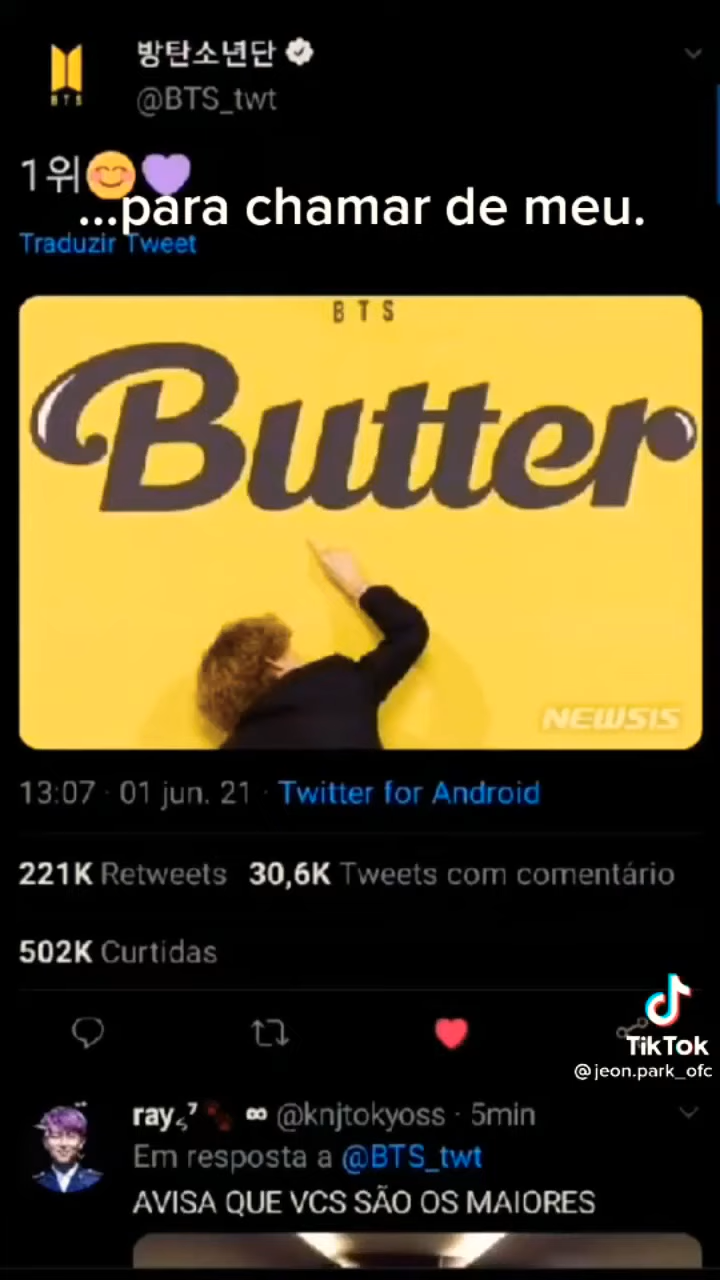 방탄소년단
BTS
@BTS_twt
1위😊💜
...para chamar de meu.
Traduzir Tweet
BTS
Butter
NEWSIS
13:07 · 01 jun. 21 · Twitter for Android
221K Retweets 30,6K Tweets com comentário
502K Curtidas
TikTok
@jeon.park_ofc
ray ∞ @knjtokyoss · 5min
Em resposta a @BTS_twt
AVISA QUE VCS SÃO OS MAIORES